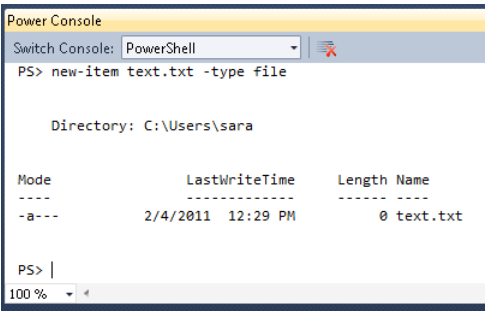 Power Console
Switch Console: PowerShell
PS> new-item text.txt -type file
Directory: C:\Users\sara
Mode LastWriteTime Length Name
---- ------------- ------ ----
-a--- 2/4/2011 12:29 PM 0 text.txt
PS>
100 %